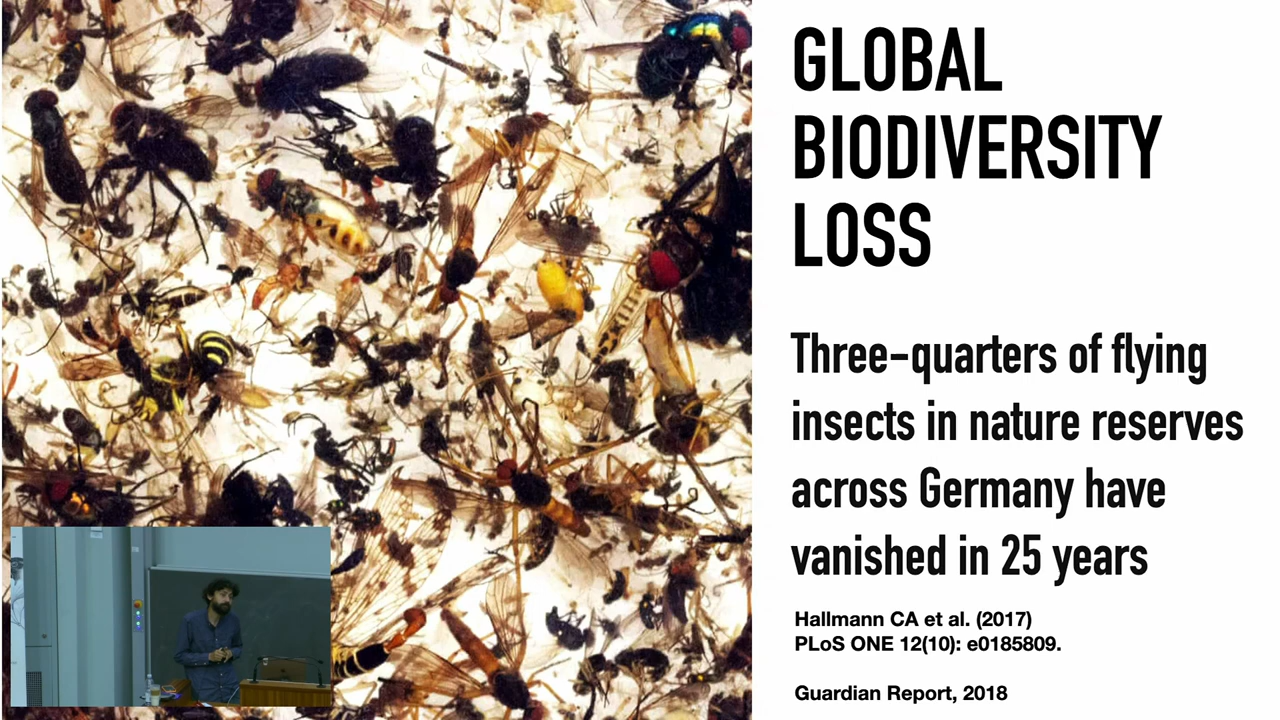 GLOBAL
BIODIVERSITY
LOSS
Three-quarters of flying
insects in nature reserves
across Germany have
vanished in 25 years
Hallmann CA et al. (2017)
PLoS ONE 12(10): e0185809.
Guardian Report, 2018